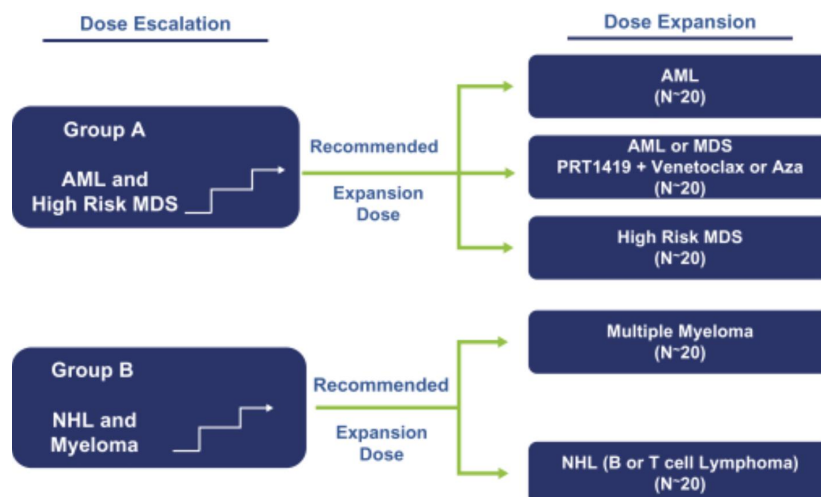 Dose Escalation
Dose Expansion
Group A
AML and
High Risk MDS
Recommended
Expansion
Dose
AML
(N~20)
AML or MDS
PRT1419 + Venetoclax or Aza
(N~20)
High Risk MDS
(N~20)
Group B
NHL and
Myeloma
Recommended
Expansion
Dose
Multiple Myeloma
(N~20)
NHL (B or T cell Lymphoma)
(N~20)